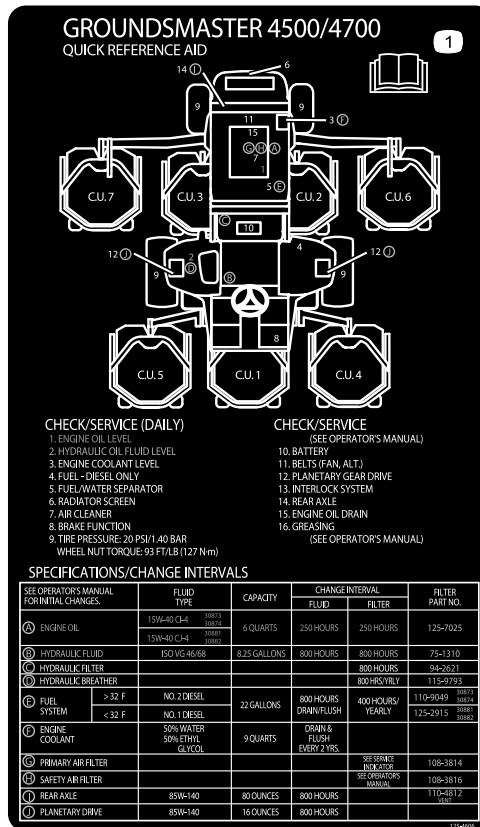 GROUNDSMASTER 4500/4700
QUICK REFERENCE AID
1
14 I
6
9
9
11
3 F
15
G H A
7
1
5 E
C.U. 7
C.U. 3
C.U. 2
C.U. 6
C
10
12 J
2
D
9
B
4
12 J
9
8
C.U. 5
C.U. 1
C.U. 4
CHECK/SERVICE (DAILY)
1. ENGINE OIL LEVEL
2. HYDRAULIC OIL FLUID LEVEL
3. ENGINE COOLANT LEVEL
4. FUEL - DIESEL ONLY
5. FUEL/WATER SEPARATOR
6. RADIATOR SCREEN
7. AIR CLEANER
8. BRAKE FUNCTION
9. TIRE PRESSURE: 20 PSI/1.40 BAR
WHEEL NUT TORQUE: 93 FT/LB (127 N·m)
CHECK/SERVICE
(SEE OPERATOR'S MANUAL)
10. BATTERY
11. BELTS (FAN, ALT.)
12. PLANETARY GEAR DRIVE
13. INTERLOCK SYSTEM
14. REAR AXLE
15. ENGINE OIL DRAIN
16. GREASING
(SEE OPERATOR'S MANUAL)
SPECIFICATIONS/CHANGE INTERVALS
SEE OPERATOR'S MANUAL FOR INITIAL CHANGES. FLUID TYPE CAPACITY CHANGE INTERVAL FLUID FILTER FILTER PART NO.
A ENGINE OIL 15W-40 CI-4 30873 30874 15W-40 CJ-4 30881 30882 6 QUARTS 250 HOURS 250 HOURS 125-7025
B HYDRAULIC FLUID ISO VG 46/68 8.25 GALLONS 800 HOURS 800 HOURS 75-1310
C HYDRAULIC FILTER 800 HOURS 94-2621
D HYDRAULIC BREATHER 800 HRS/YRLY 115-9793
E FUEL SYSTEM > 32 F NO. 2 DIESEL < 32 F NO. 1 DIESEL 22 GALLONS 800 HOURS DRAIN/FLUSH 400 HOURS/ YEARLY 110-9049 30873 30874 125-2915 30881 30882
F ENGINE COOLANT 50% WATER 50% ETHYL GLYCOL 9 QUARTS DRAIN & FLUSH EVERY 2 YRS.
G PRIMARY AIR FILTER SEE SERVICE INDICATOR 108-3814
H SAFETY AIR FILTER SEE OPERATOR'S MANUAL 108-3816
I REAR AXLE 85W-140 80 OUNCES 800 HOURS 110-4812 VENT
J PLANETARY DRIVE 85W-140 16 OUNCES 800 HOURS
125-4606